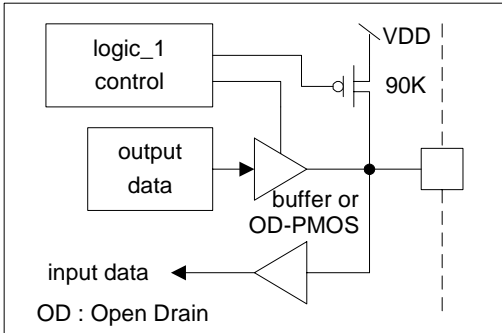 logic_1
control
VDD
90K
output
data
buffer or
OD-PMOS
input data
OD : Open Drain